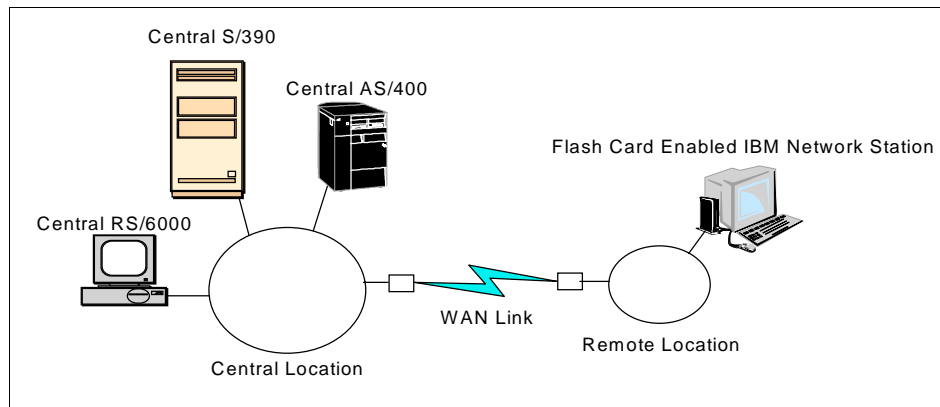 Central S/390
Central AS/400
Flash Card Enabled IBM Network Station
Central RS/6000
WAN Link
Remote Location
Central Location